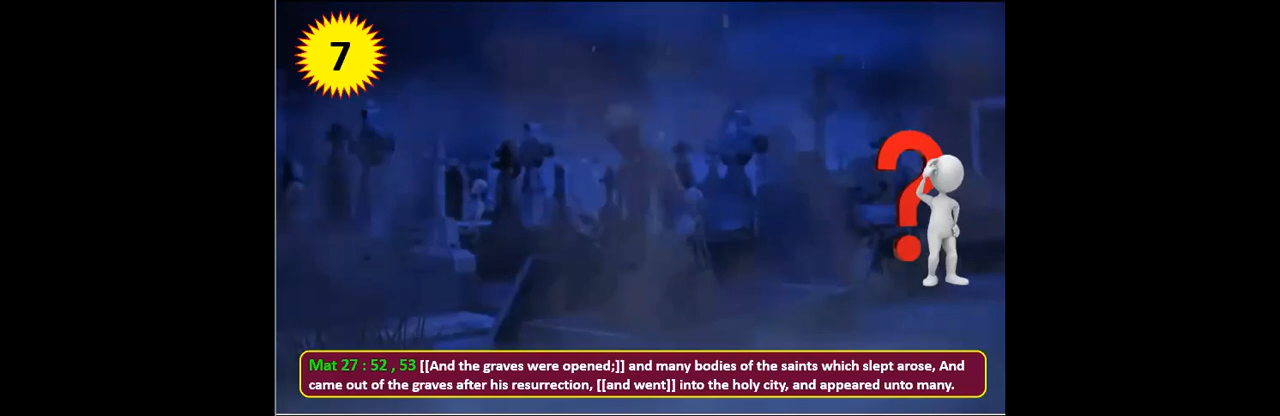 7
?
Mat 27 : 52 , 53 [[And the graves were opened;]] and many bodies of the saints which slept arose, And
came out of the graves after his resurrection, [[and went]] into the holy city, and appeared unto many.